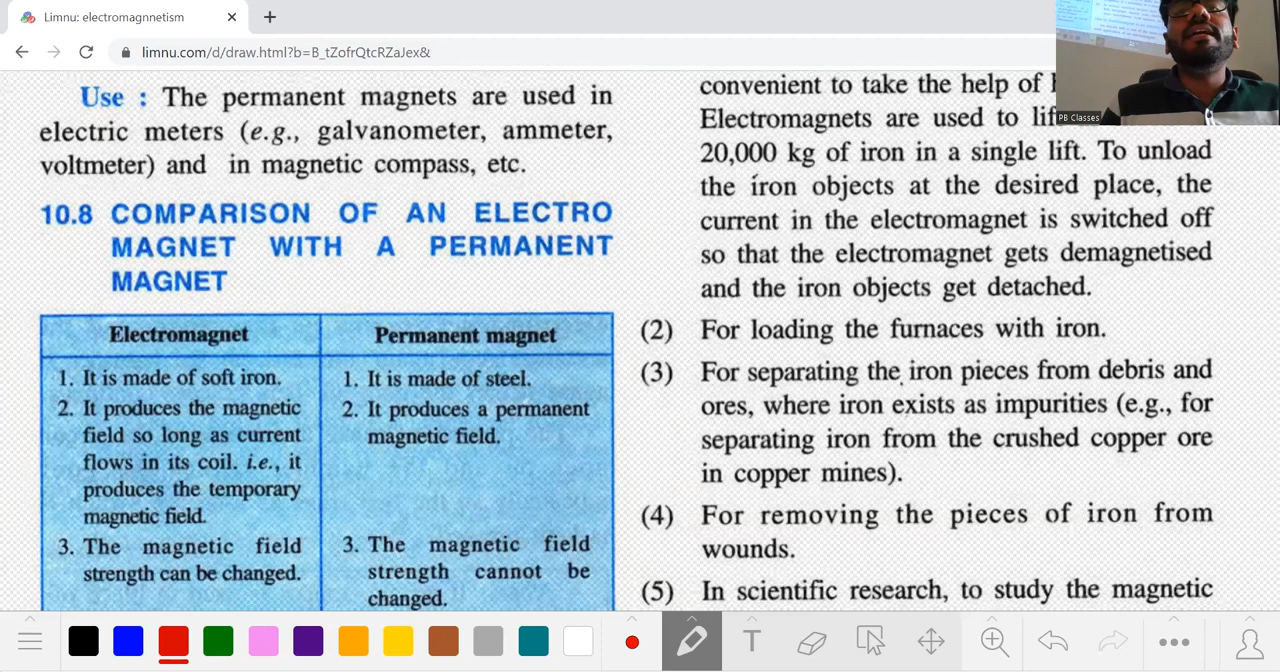 Limnu: electromagnnetism
limnu.com/d/draw.html?b=B_tZofrQtcRZaJex&
PB Classes
Use : The permanent magnets are used in
electric meters (e.g., galvanometer, ammeter,
voltmeter) and in magnetic compass, etc.
10.8 COMPARISON OF AN ELECTRO
MAGNET WITH A PERMANENT
MAGNET
Electromagnet
1. It is made of soft iron.
2. It produces the magnetic
field so long as current
flows in its coil. i.e., it
produces the temporary
magnetic field.
3. The magnetic field
strength can be changed.
Permanent magnet
1. It is made of steel.
2. It produces a permanent
magnetic field.
3. The magnetic field
strength cannot be
changed.
convenient to take the help of
Electromagnets are used to
20,000 kg of iron in a single lift. To unload
the iron objects at the desired place, the
current in the electromagnet is switched off
so that the electromagnet gets demagnetised
and the iron objects get detached.
(2) For loading the furnaces with iron.
(3) For separating the iron pieces from debris and
ores, where iron exists as impurities (e.g., for
separating iron from the crushed copper ore
in copper mines).
(4) For removing the pieces of iron from
wounds.
(5) In scientific research, to study the magnetic
T